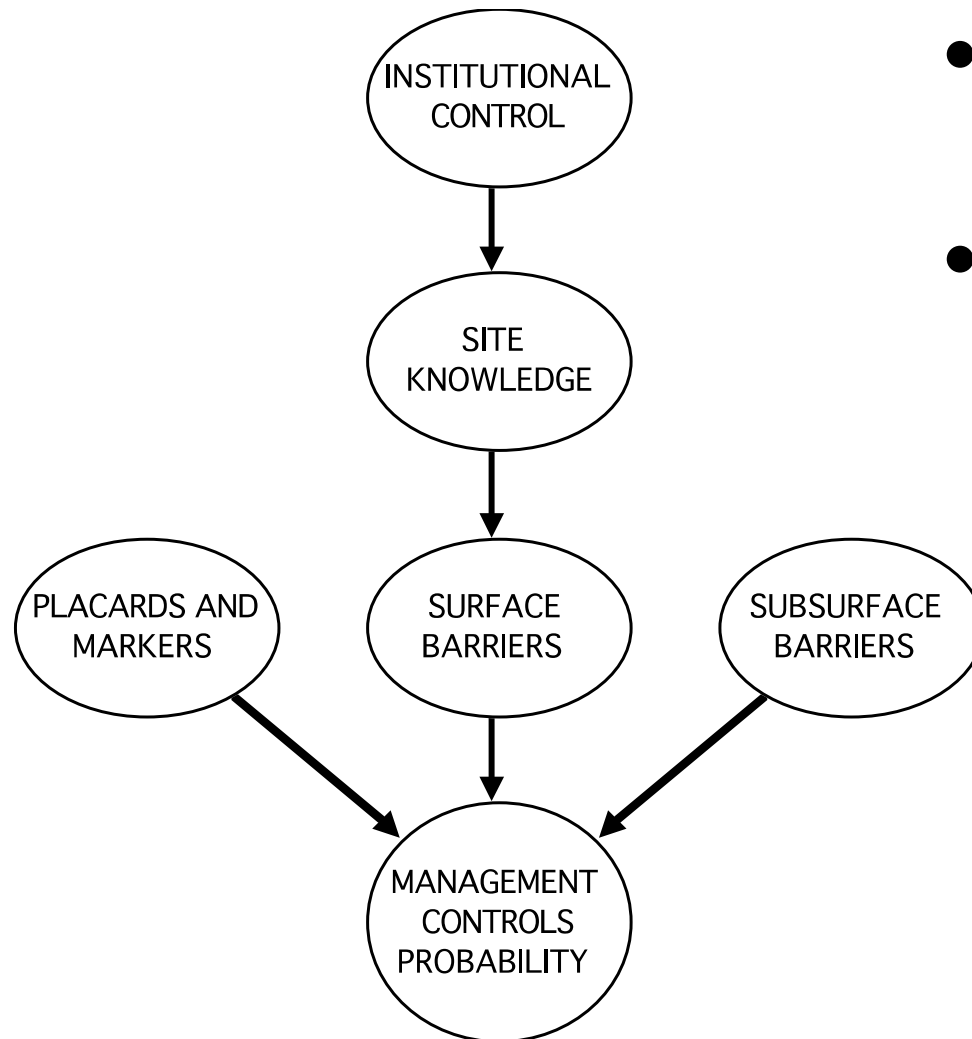 INSTITUTIONAL
CONTROL
SITE
KNOWLEDGE
PLACARDS AND
MARKERS
SURFACE
BARRIERS
SUBSURFACE
BARRIERS
MANAGEMENT
CONTROLS
PROBABILITY